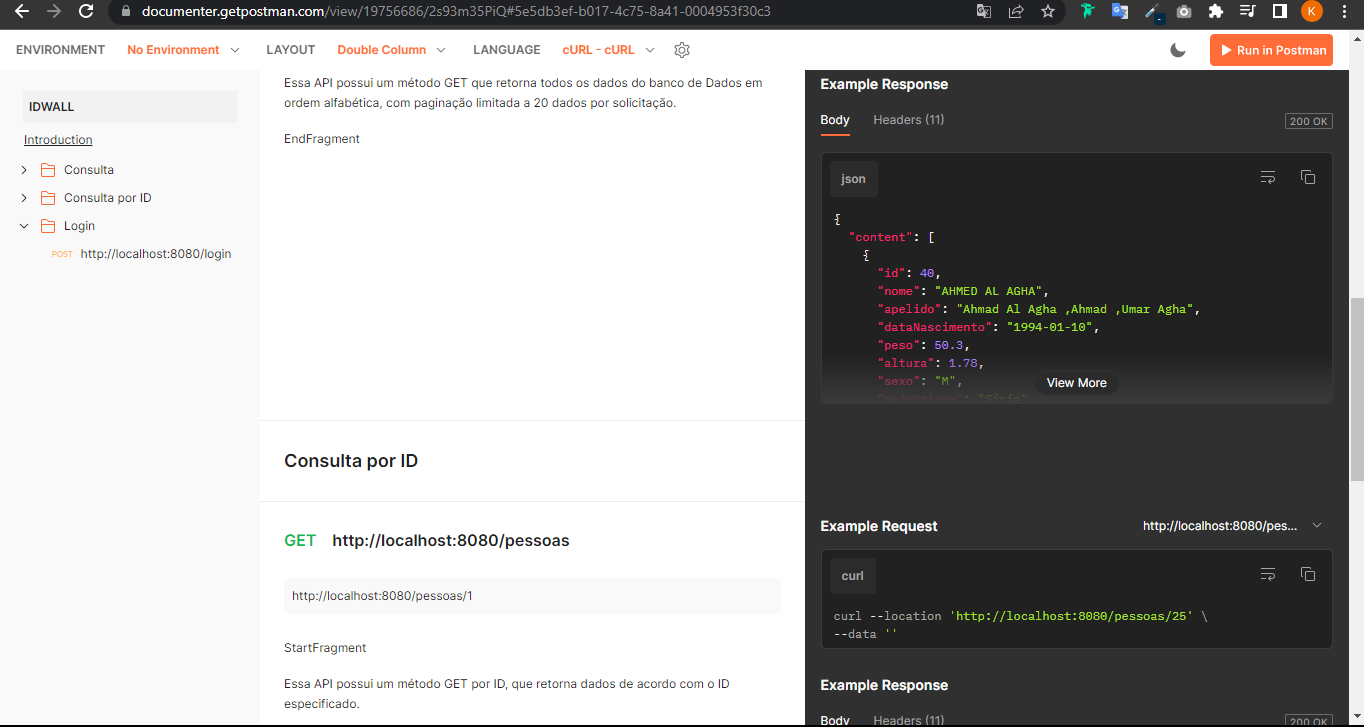 documenter.getpostman.com/view/19756686/2s93m35PiQ#5e5db3ef-b017-4c75-8a41-0004953f30c3
K
ENVIRONMENT No Environment LAYOUT Double Column LANGUAGE cURL - cURL Run in Postman
IDWALL
Introduction
Consulta
Consulta por ID
Login
POST http://localhost:8080/login
Essa API possui um método GET que retorna todos os dados do banco de Dados em
ordem alfabética, com paginação limitada a 20 dados por solicitação.
EndFragment
Consulta por ID
GET http://localhost:8080/pessoas
http://localhost:8080/pessoas/1
StartFragment
Essa API possui um método GET por ID, que retorna dados de acordo com o ID
especificado.
Example Response
Body Headers (11) 200 OK
json
{
"content": [
{
"id": 40,
"nome": "AHMED AL AGHA",
"apelido": "Ahmad Al Agha ,Ahmad ,Umar Agha",
"dataNascimento": "1994-01-10",
"peso": 50.3,
"altura": 1.78,
"sexo": "M",
View More
Example Request http://localhost:8080/pes...
curl
curl --location 'http://localhost:8080/pessoas/25' \
--data ''
Example Response
Body Headers (11) 200 OK